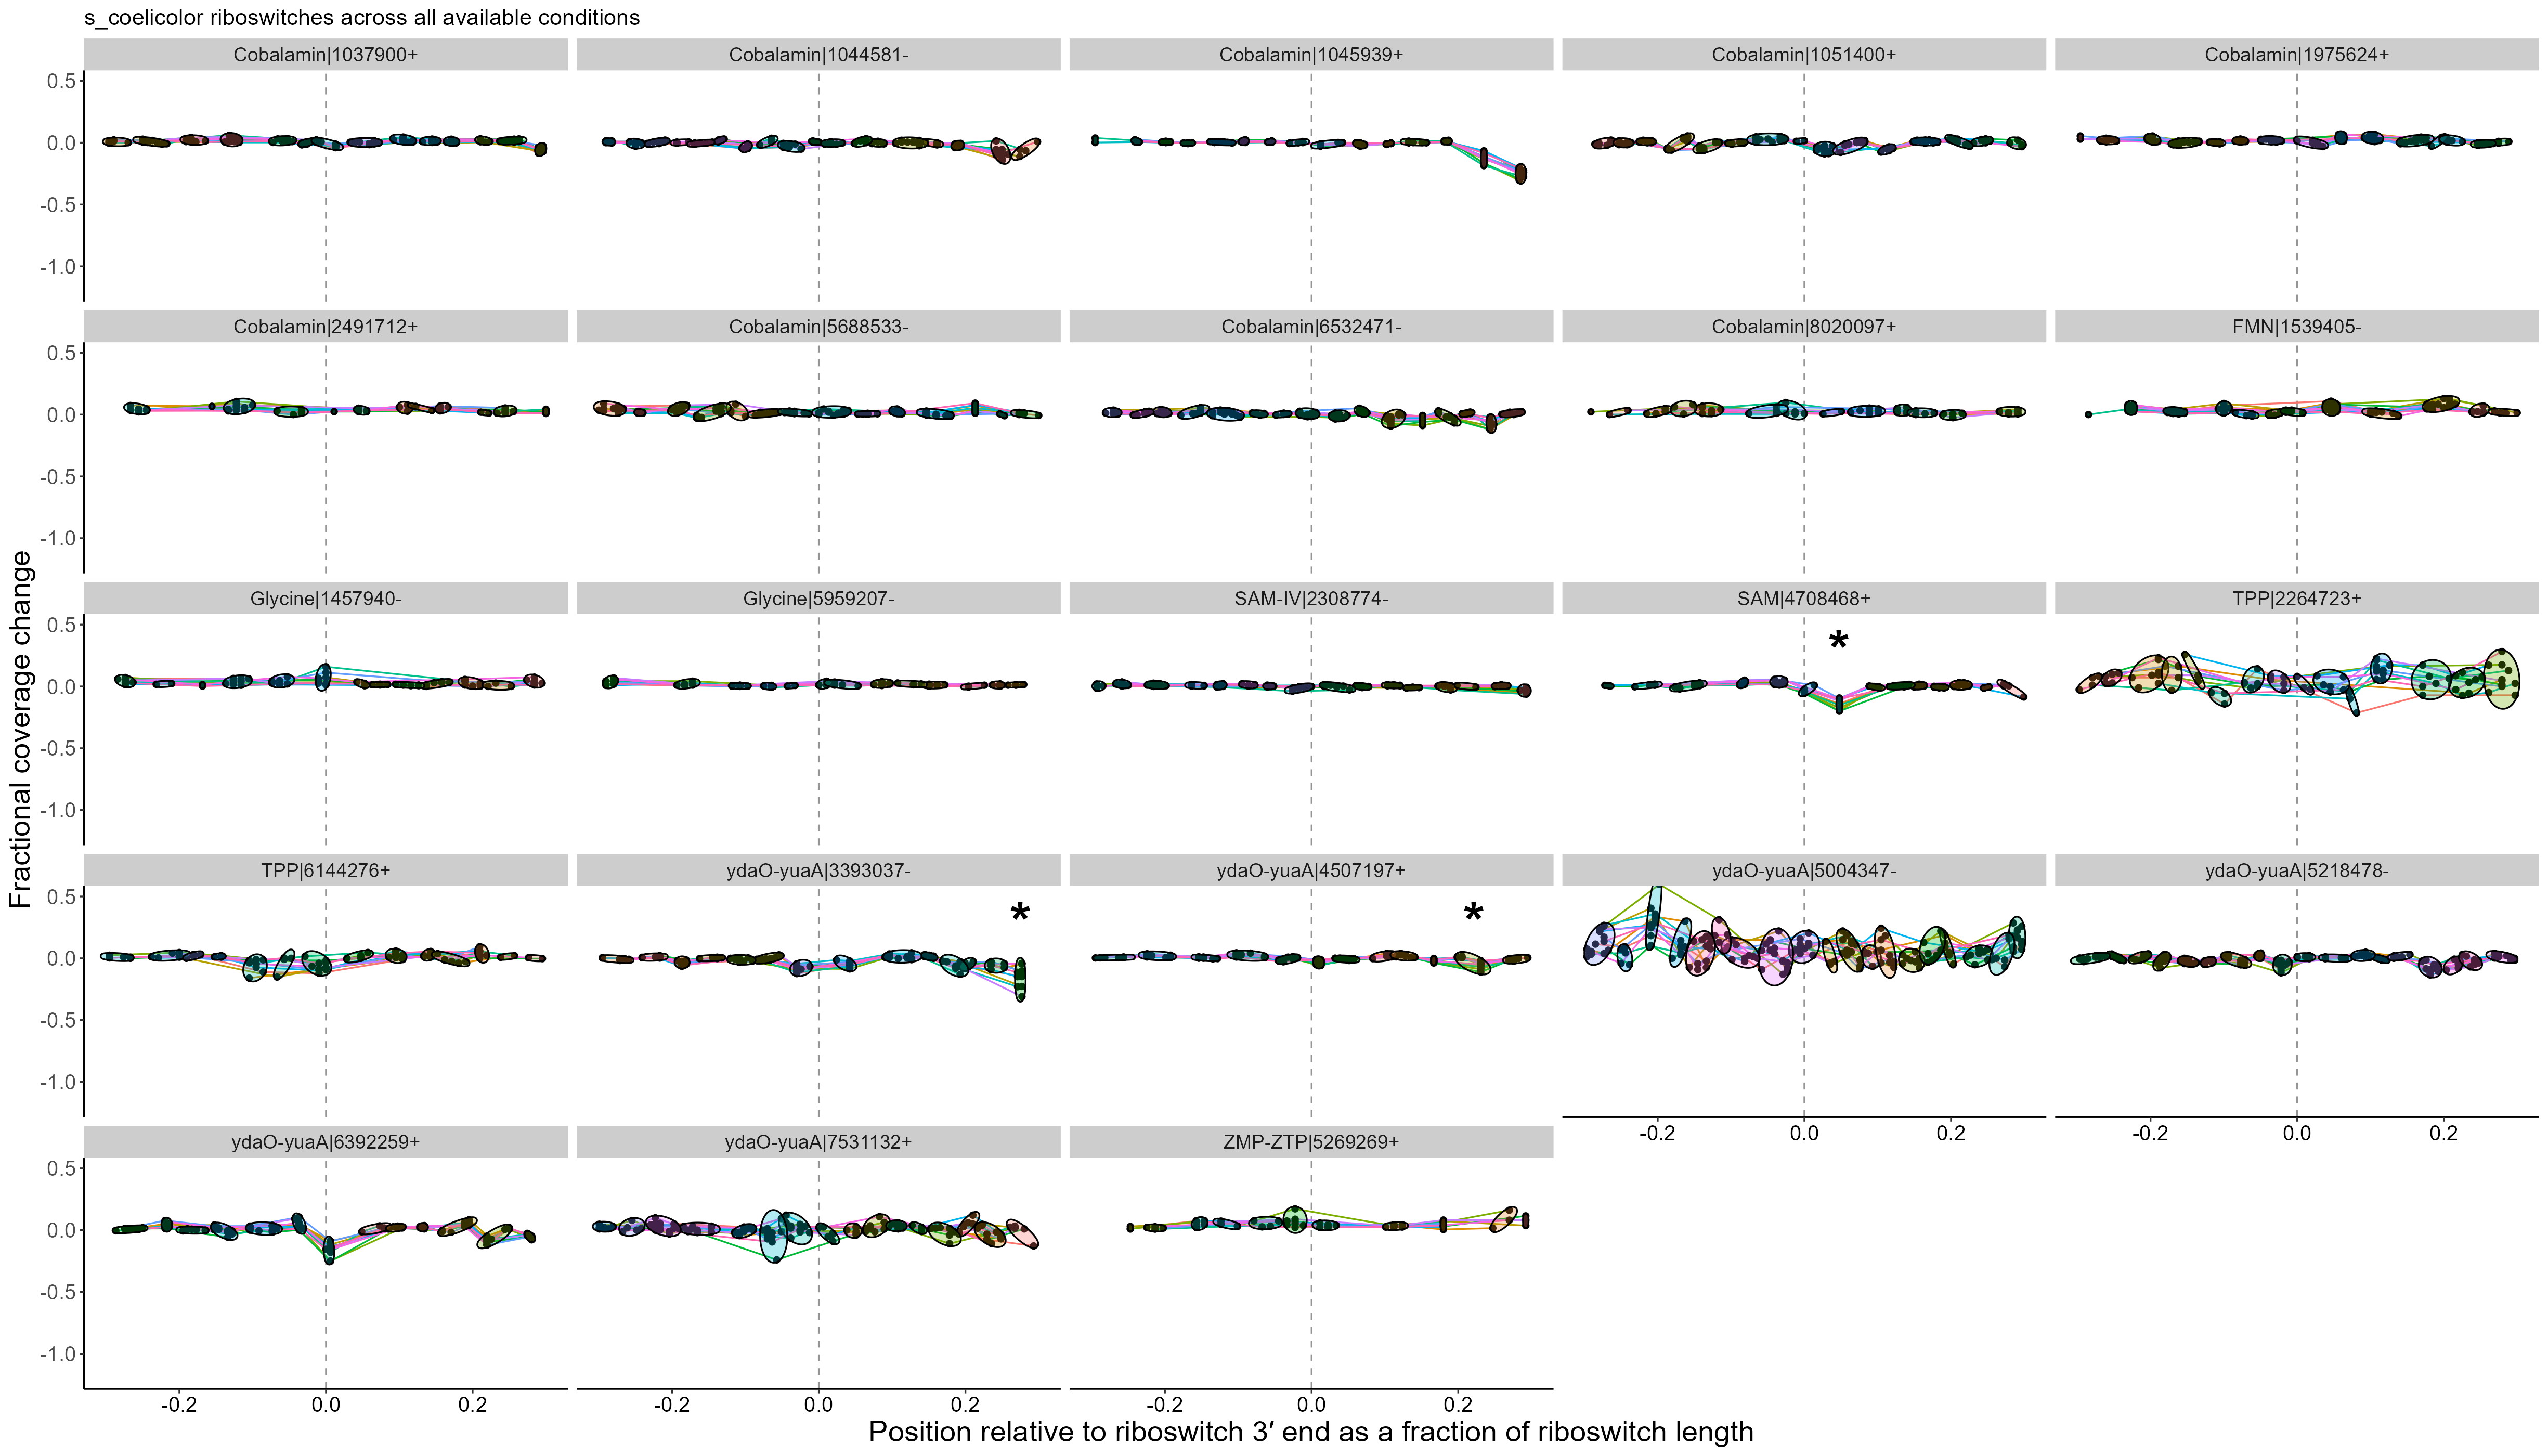 s_coelicolor riboswitches across all available conditions
Cobalamin|1037900+ Cobalamin|1044581- Cobalamin|1045939+ Cobalamin|1051400+ Cobalamin|1975624+
0.5
0.0
-0.5
-1.0
Cobalamin|2491712+ Cobalamin|5688533- Cobalamin|6532471- Cobalamin|8020097+ FMN|1539405-
0.5
0.0
-0.5
-1.0
Fractional coverage change
Glycine|1457940- Glycine|5959207- SAM-IV|2308774- SAM|4708468+ TPP|2264723+
*
0.5
0.0
-0.5
-1.0
TPP|6144276+ ydaO-yuaA|3393037- ydaO-yuaA|4507197+ ydaO-yuaA|5004347- ydaO-yuaA|5218478-
* *
0.5
0.0
-0.5
-1.0
-0.2 0.0 0.2 -0.2 0.0 0.2
ydaO-yuaA|6392259+ ydaO-yuaA|7531132+ ZMP-ZTP|5269269+
0.5
0.0
-0.5
-1.0
-0.2 0.0 0.2 -0.2 0.0 0.2 -0.2 0.0 0.2
Position relative to riboswitch 3′ end as a fraction of riboswitch length